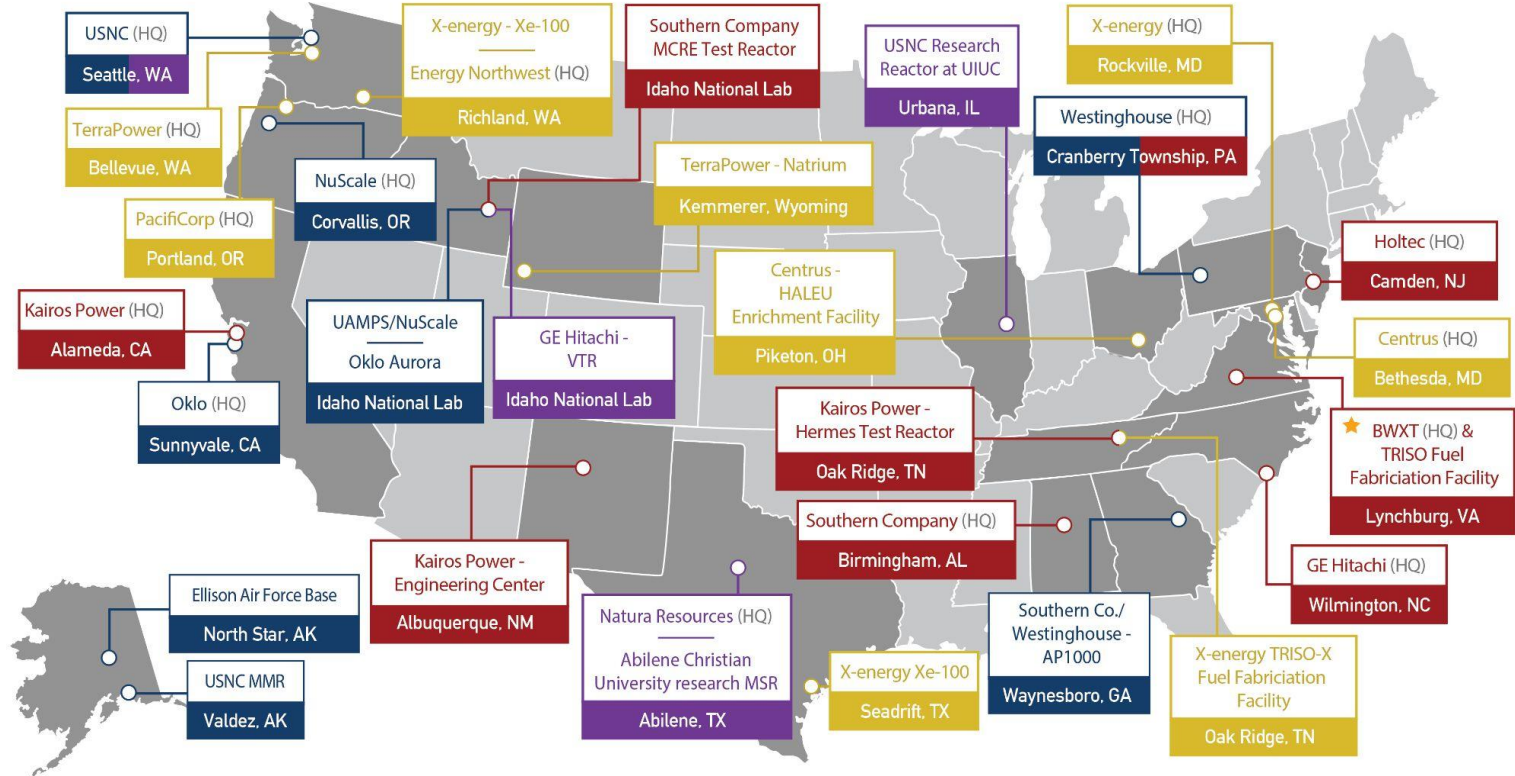 USNC (HQ)
Seattle, WA
TerraPower (HQ)
Bellevue, WA
PacifiCorp (HQ)
Portland, OR
X-energy - Xe-100
Energy Northwest (HQ)
Richland, WA
NuScale (HQ)
Corvallis, OR
Southern Company
MCRE Test Reactor
Idaho National Lab
TerraPower - Natrium
Kemmerer, Wyoming
USNC Research
Reactor at UIUC
Urbana, IL
X-energy (HQ)
Rockville, MD
Westinghouse (HQ)
Cranberry Township, PA
Holtec (HQ)
Camden, NJ
Centrus (HQ)
Bethesda, MD
Kairos Power (HQ)
Alameda, CA
Oklo (HQ)
Sunnyvale, CA
UAMPS/NuScale
Oklo Aurora
Idaho National Lab
GE Hitachi -
VTR
Idaho National Lab
Centrus -
HALEU
Enrichment Facility
Piketon, OH
Kairos Power -
Hermes Test Reactor
Oak Ridge, TN
BWXT (HQ) &
TRISO Fuel
Fabriciation Facility
Lynchburg, VA
Southern Company (HQ)
Birmingham, AL
GE Hitachi (HQ)
Wilmington, NC
Kairos Power -
Engineering Center
Albuquerque, NM
Ellison Air Force Base
North Star, AK
USNC MMR
Valdez, AK
Natura Resources (HQ)
Abilene Christian
University research MSR
Abilene, TX
X-energy Xe-100
Seadrift, TX
Southern Co./
Westinghouse -
AP1000
Waynesboro, GA
X-energy TRISO-X
Fuel Fabriciation
Facility
Oak Ridge, TN